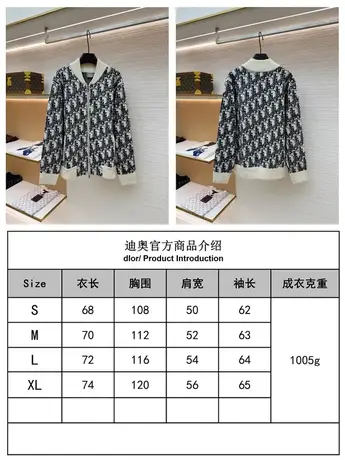 迪奥官方商品介绍
dlor/ Product Introduction
Size 衣长 胸围 肩宽 袖长 成衣克重
S 68 108 50 62
M 70 112 52 63
L 72 116 54 64
XL 74 120 56 65
1005g